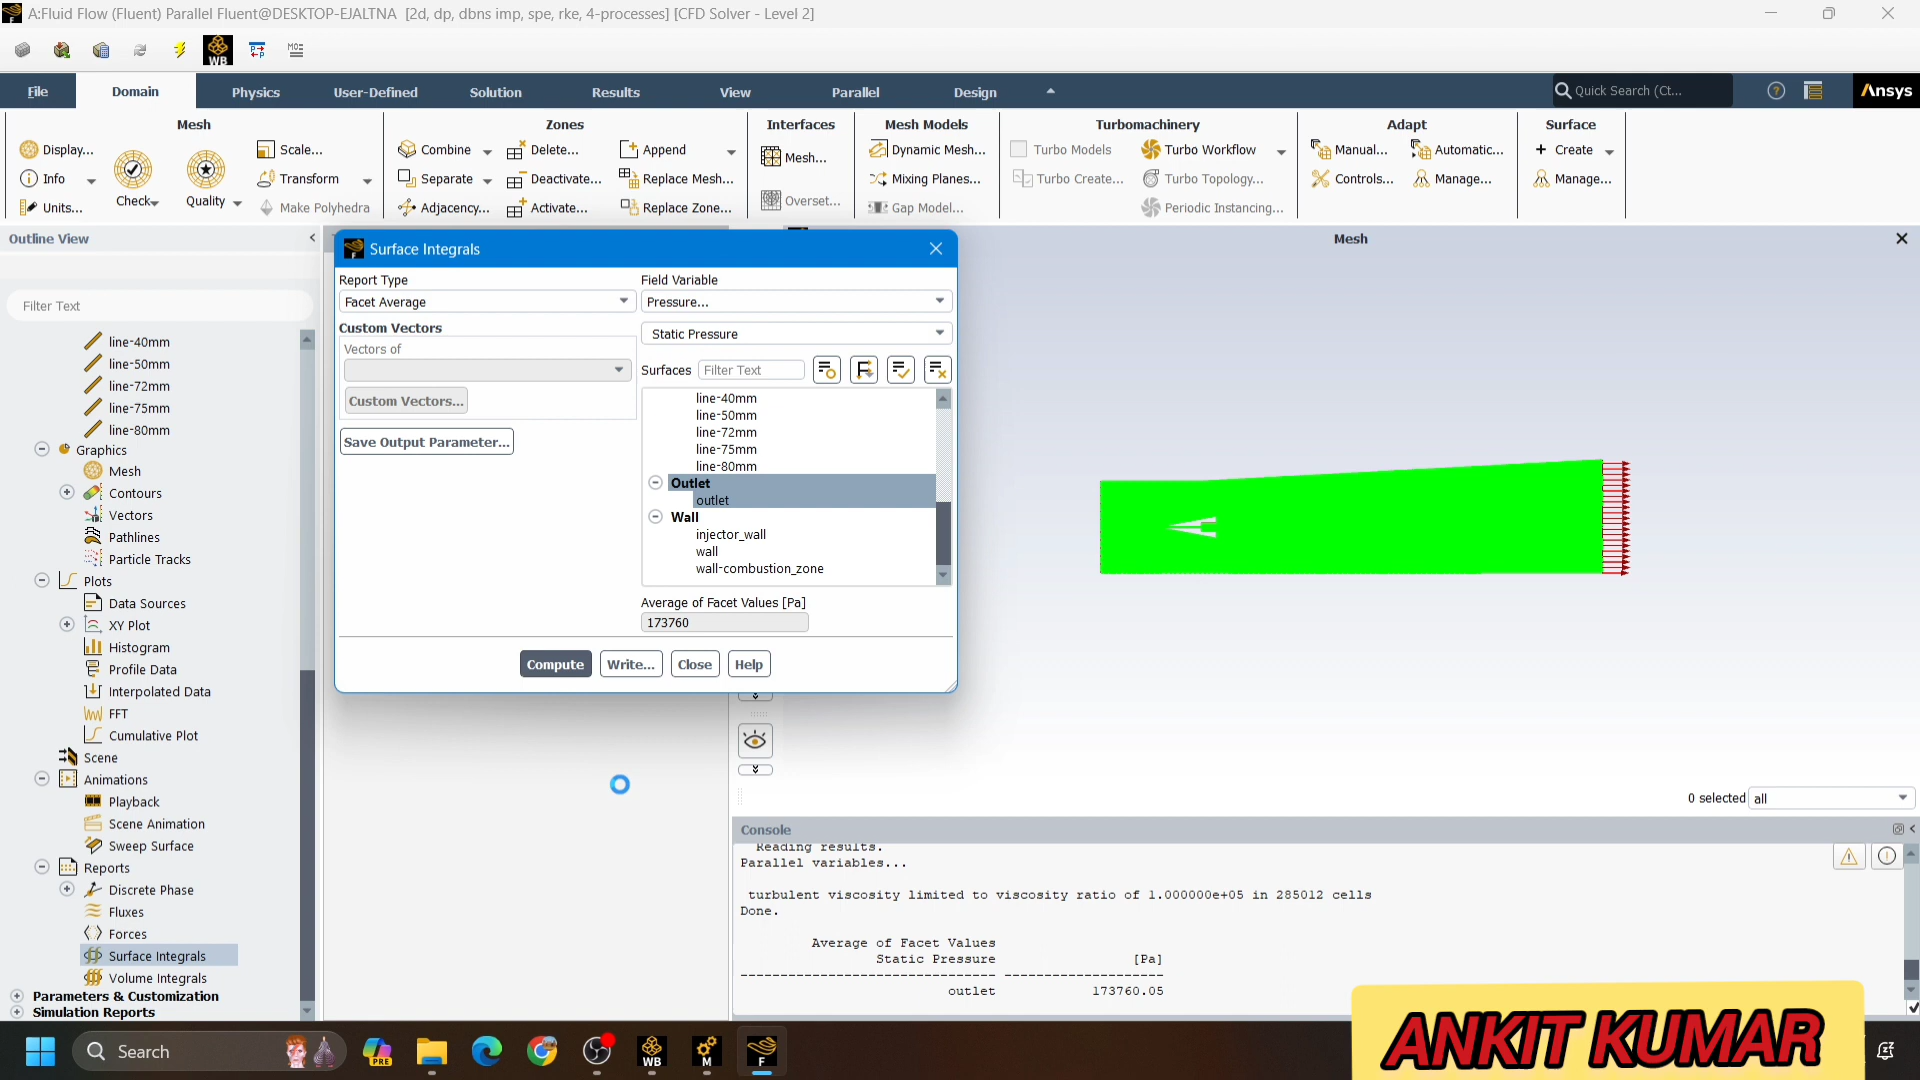 A:Fluid Flow (Fluent) Parallel Fluent@DESKTOP-EJALTNA [2d, dp, dbns imp, spe, rke, 4-processes] [CFD Solver - Level 2]
File Domain Physics User-Defined Solution Results View Parallel Design Quick Search (Ct... Ansys
Mesh Zones Interfaces Mesh Models Turbomachinery Adapt Surface
Display... Scale... Combine Delete... Append Mesh... Dynamic Mesh... Turbo Models Turbo Workflow Manual... Automatic... Create
Info Check Quality Transform Separate Deactivate... Replace Mesh... Mixing Planes... Turbo Create... Turbo Topology... Controls... Manage... Manage...
Units... Make Polyhedra Adjacency... Activate... Replace Zone... Overset... Gap Model... Periodic Instancing...
Outline View
Filter Text
line-40mm
line-50mm
line-72mm
line-75mm
line-80mm
Graphics
Mesh
Contours
Vectors
Pathlines
Particle Tracks
Plots
Data Sources
XY Plot
Histogram
Profile Data
Interpolated Data
FFT
Cumulative Plot
Scene
Animations
Playback
Scene Animation
Sweep Surface
Reports
Discrete Phase
Fluxes
Forces
Surface Integrals
Volume Integrals
Parameters & Customization
Simulation Reports
Surface Integrals
Report Type
Facet Average
Custom Vectors
Vectors of
Custom Vectors...
Save Output Parameter...
Field Variable
Pressure...
Static Pressure
Surfaces Filter Text
line-40mm
line-50mm
line-72mm
line-75mm
line-80mm
Outlet
outlet
Wall
injector_wall
wall
wall-combustion_zone
Average of Facet Values [Pa]
173760
Compute Write... Close Help
Mesh
0 selected all
Console
Reading results.
Parallel variables...
turbulent viscosity limited to viscosity ratio of 1.000000e+05 in 285012 cells
Done.
Average of Facet Values
Static Pressure [Pa]
-------------------------------- --------------------
outlet 173760.05
Search
PRE
WB
M
F
ANKIT KUMAR